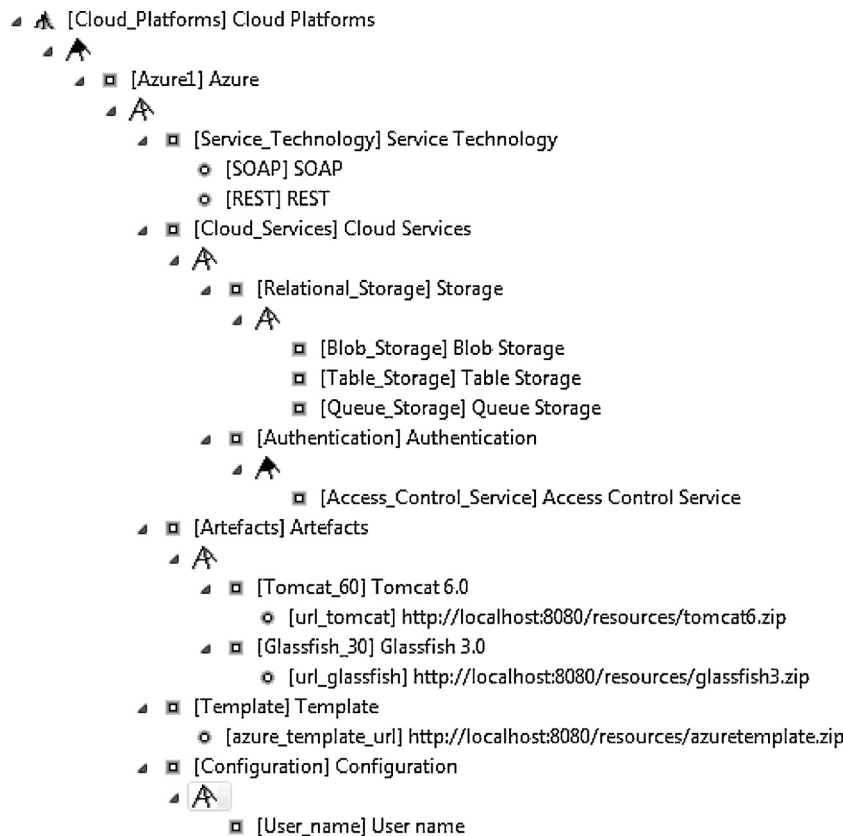 [Cloud_Platforms] Cloud Platforms
[Azure1] Azure
[Service_Technology] Service Technology
[SOAP] SOAP
[REST] REST
[Cloud_Services] Cloud Services
[Relational_Storage] Storage
[Blob_Storage] Blob Storage
[Table_Storage] Table Storage
[Queue_Storage] Queue Storage
[Authentication] Authentication
[Access_Control_Service] Access Control Service
[Artefacts] Artefacts
[Tomcat_60] Tomcat 6.0
[url_tomcat] http://localhost:8080/resources/tomcat6.zip
[Glassfish_30] Glassfish 3.0
[url_glassfish] http://localhost:8080/resources/glassfish3.zip
[Template] Template
[azure_template_url] http://localhost:8080/resources/azuretemplate.zip
[Configuration] Configuration
[User_name] User name